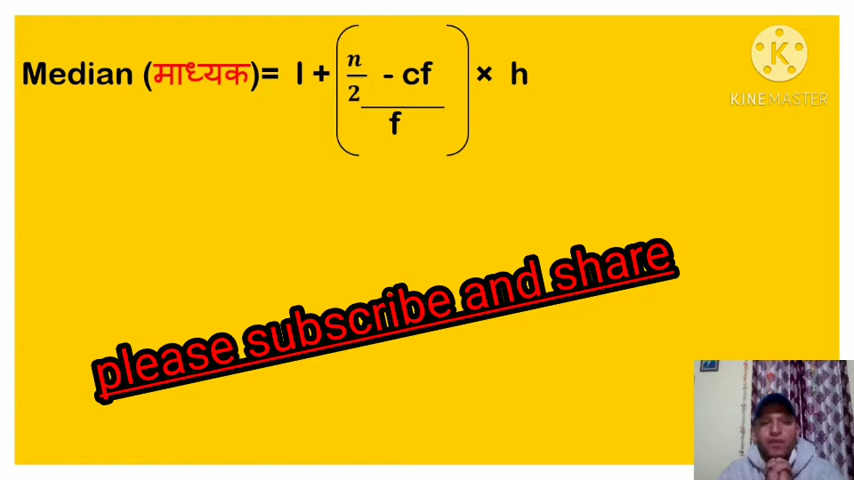 Median (माध्यक)= l + ( n/2 - cf / f ) × h
KINEMASTER
please subscribe and share